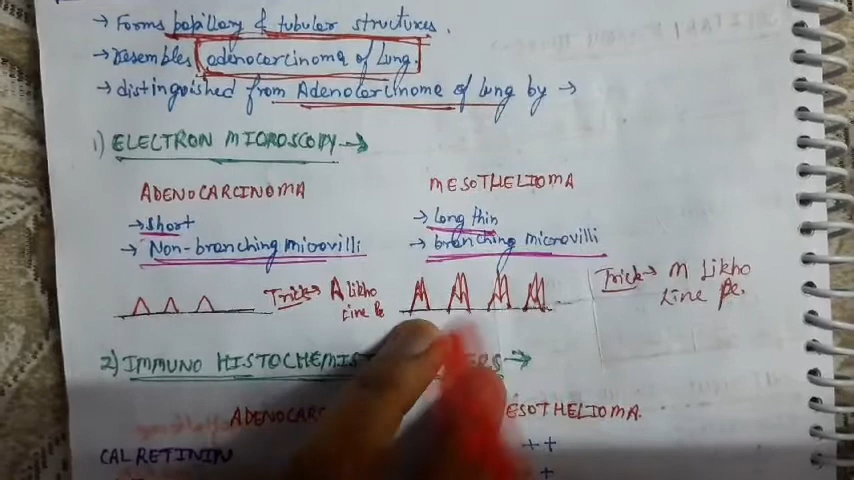 → Forms papillary & tubular structures.
→ Resembles adenocarcinoma of Lung.
→ distinguished from Adenocarcinoma of Lung by →
1) ELECTRON MICROSCOPY →
ADENOCARCINOMA
→ Short
→ Non-branching microvilli
Trick → A likho
Line pe
MESOTHELIOMA
→ Long thin
→ branching microvilli
Trick → M Likho
Line pe.
2) IMMUNO HISTOCHEMIST ERS →
ADENOCARC ESOTHELIOMA.
CALRETININ ++
+